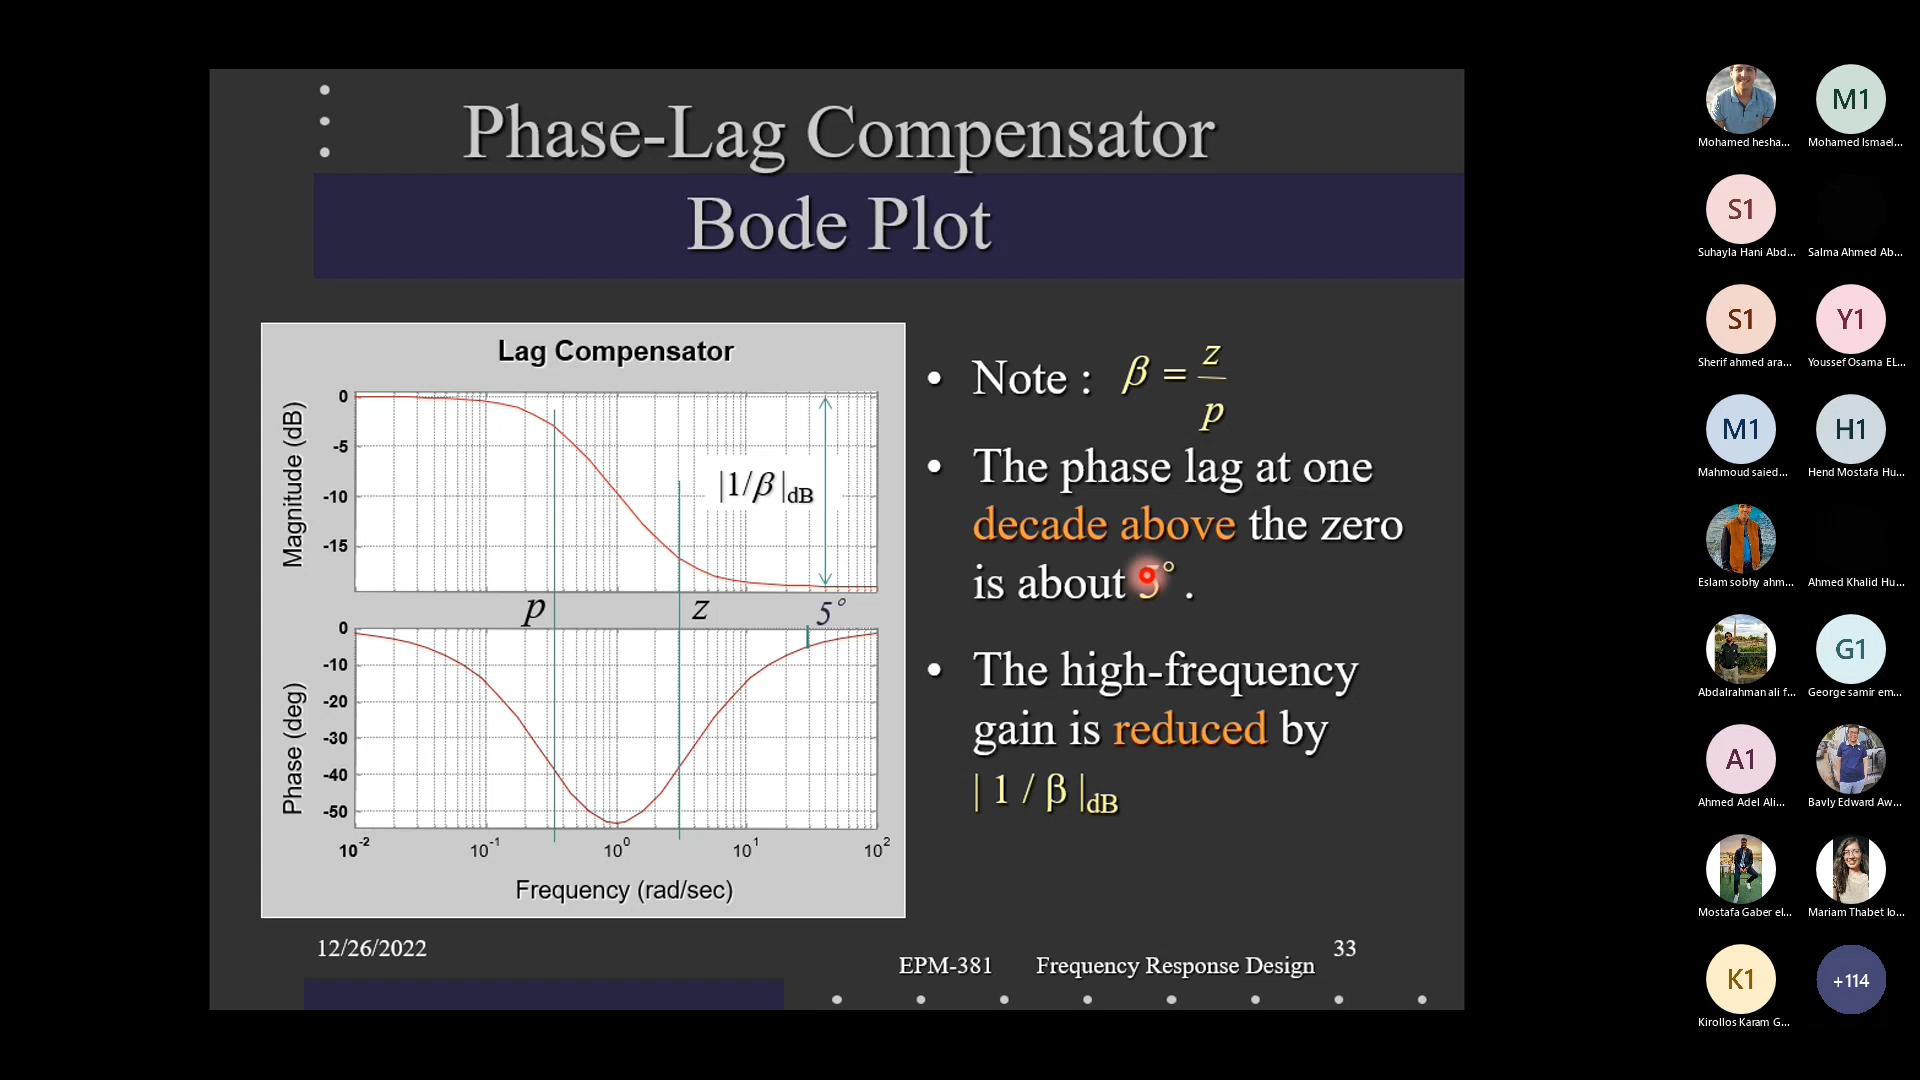 Phase-Lag Compensator
Bode Plot
Lag Compensator
Magnitude (dB)
0
-5
-10
-15
|1/β|dB
p
z
5°
Phase (deg)
0
-10
-20
-30
-40
-50
10-2
10-1
100
101
102
Frequency (rad/sec)
• Note : β = z/p
• The phase lag at one
decade above the zero
is about 5° .
• The high-frequency
gain is reduced by
| 1 / β |dB
12/26/2022
EPM-381 Frequency Response Design
33
Mohamed hesha...
M1
Mohamed Ismael...
S1
Suhayla Hani Abd...
Salma Ahmed Ab...
S1
Sherif ahmed ara...
Y1
Youssef Osama EL...
M1
Mahmoud saied...
H1
Hend Mostafa Hu...
Eslam sobhy ahm...
Ahmed Khalid Hu...
Abdalrahman ali f...
G1
George samir em...
A1
Ahmed Adel Ali...
Bavly Edward Aw...
Mostafa Gaber el...
Mariam Thabet lo...
K1
Kirollos Karam G...
+114